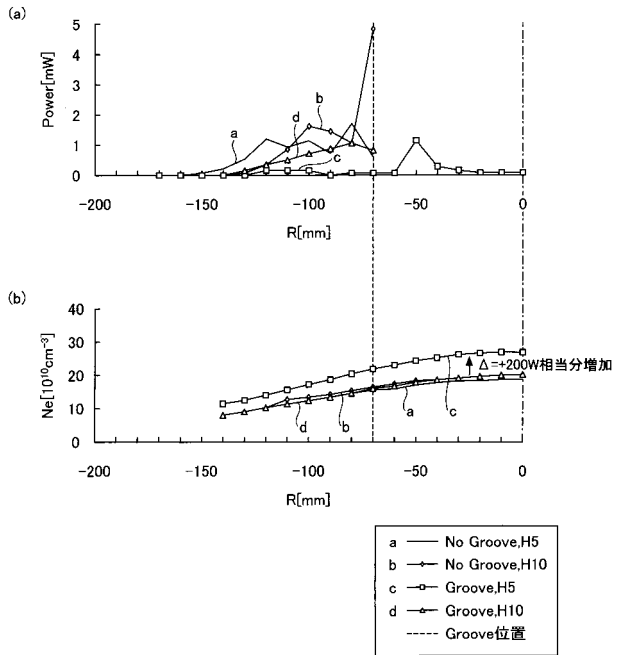 (a)
Power[mW]
5
4
3
2
1
0
a
b
c
d
-200
-150
-100
-50
0
R[mm]
(b)
Ne[10¹⁰cm⁻³]
40
30
20
10
0
Δ=+200W相当分増加
a
b
c
d
-200
-150
-100
-50
0
R[mm]
a No Groove,H5
b No Groove,H10
c Groove,H5
d Groove,H10
Groove位置